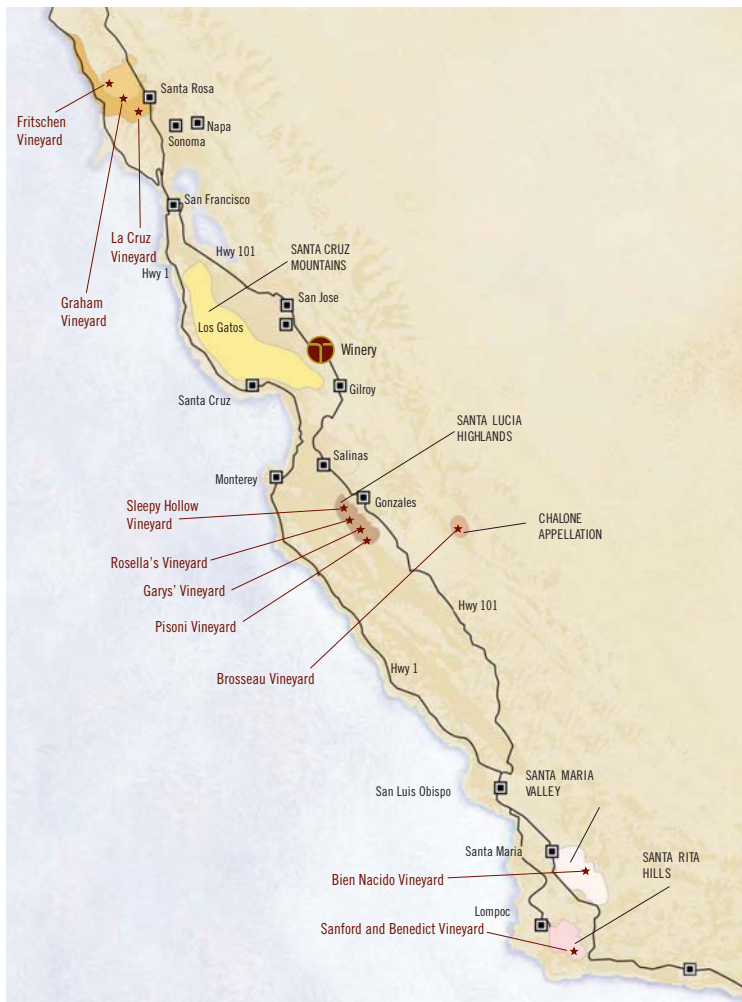 Santa Rosa
Fritschen
Vineyard
Napa
Sonoma
San Francisco
La Cruz
Vineyard
Hwy 101
SANTA CRUZ
MOUNTAINS
Hwy 1
Graham
Vineyard
San Jose
Los Gatos
Winery
Gilroy
Santa Cruz
SANTA LUCIA
HIGHLANDS
Salinas
Monterey
Sleepy Hollow
Vineyard
Gonzales
CHALONE
APPELLATION
Rosella's Vineyard
Garys' Vineyard
Hwy 101
Pisoni Vineyard
Hwy 1
Brosseau Vineyard
SANTA MARIA
VALLEY
San Luis Obispo
Santa Maria
SANTA RITA
HILLS
Bien Nacido Vineyard
Lompoc
Sanford and Benedict Vineyard